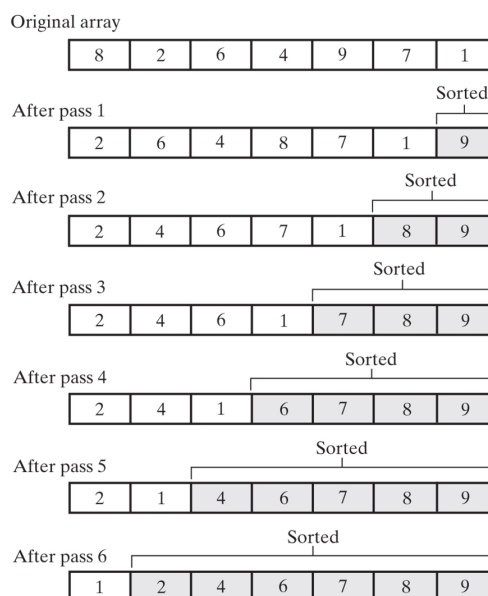 Original array
8 2 6 4 9 7 1
Sorted
After pass 1
2 6 4 8 7 1 9
Sorted
After pass 2
2 4 6 7 1 8 9
Sorted
After pass 3
2 4 6 1 7 8 9
Sorted
After pass 4
2 4 1 6 7 8 9
Sorted
After pass 5
2 1 4 6 7 8 9
Sorted
After pass 6
1 2 4 6 7 8 9